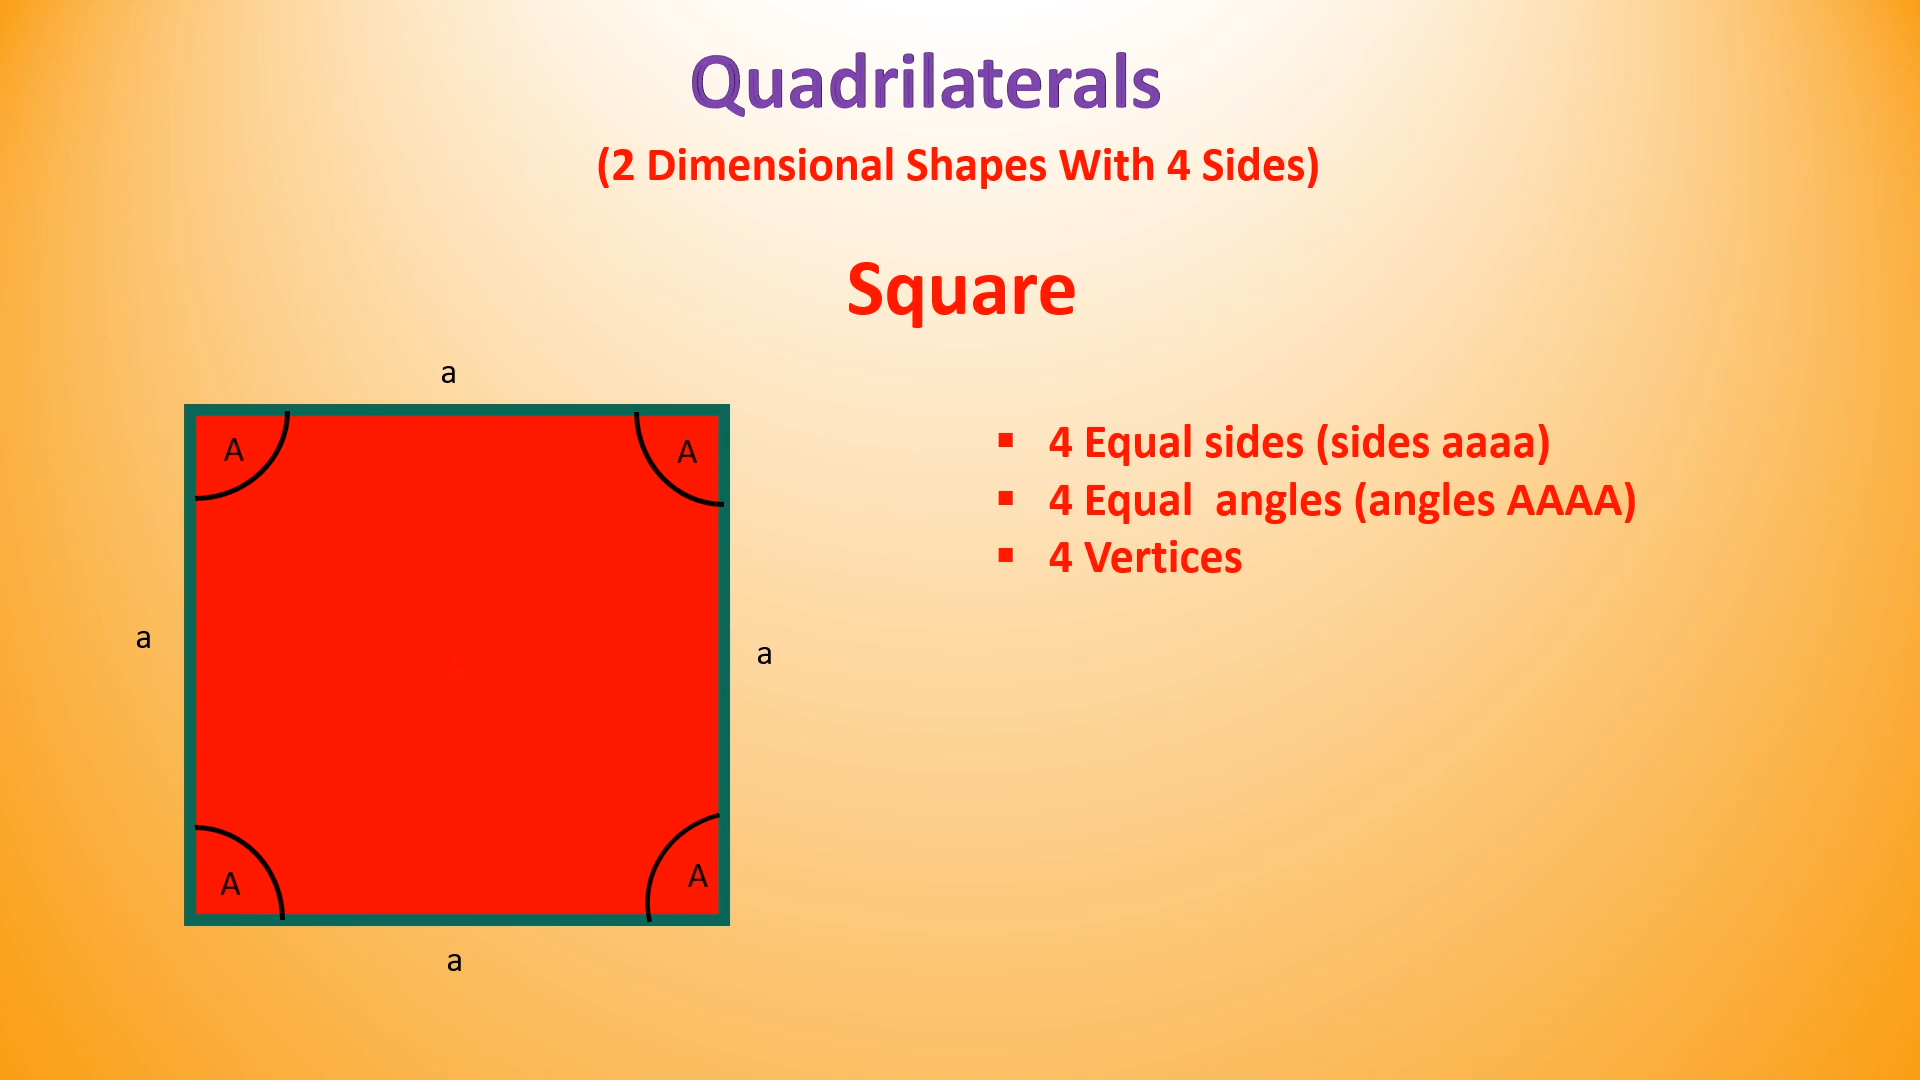 Quadrilaterals
(2 Dimensional Shapes With 4 Sides)
Square
a
A
A
a
a
A
A
a
▪ 4 Equal sides (sides aaaa)
▪ 4 Equal  angles (angles AAAA)
▪ 4 Vertices